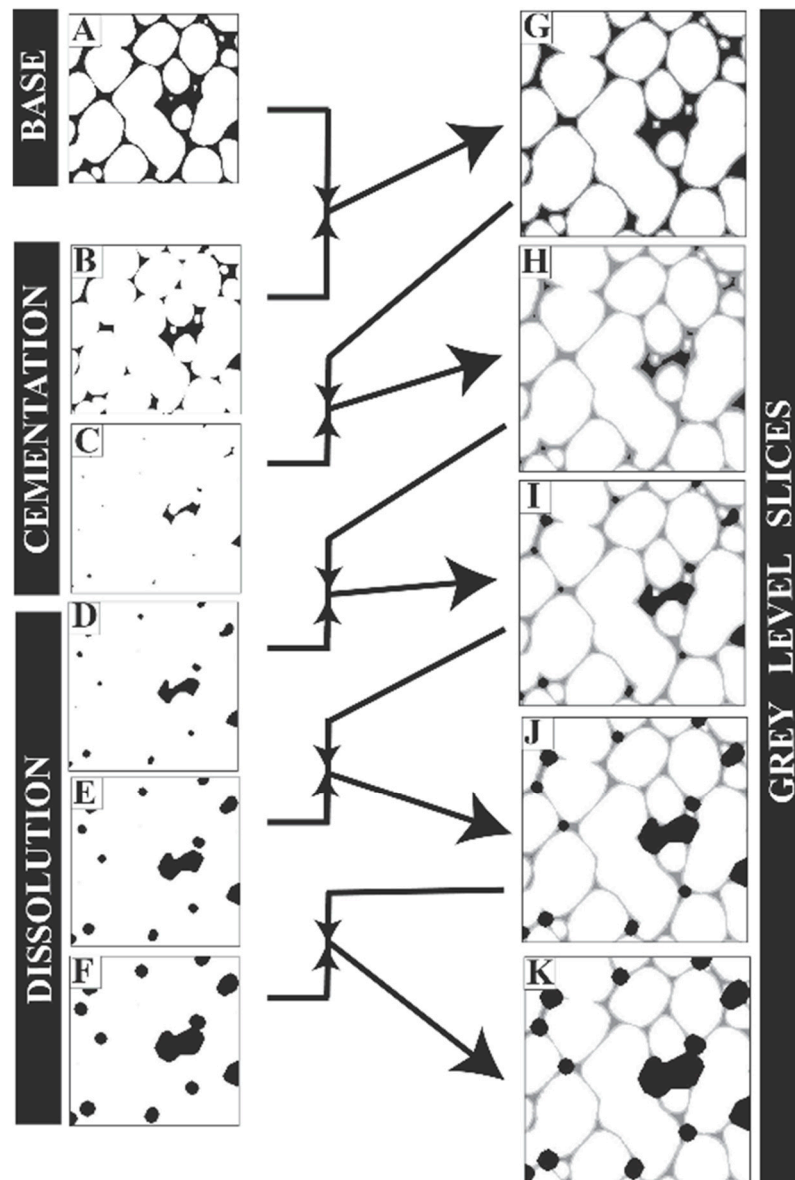 BASE
A
CEMENTATION
B
C
DISSOLUTION
D
E
F
G
H
I
J
K
GREY LEVEL SLICES